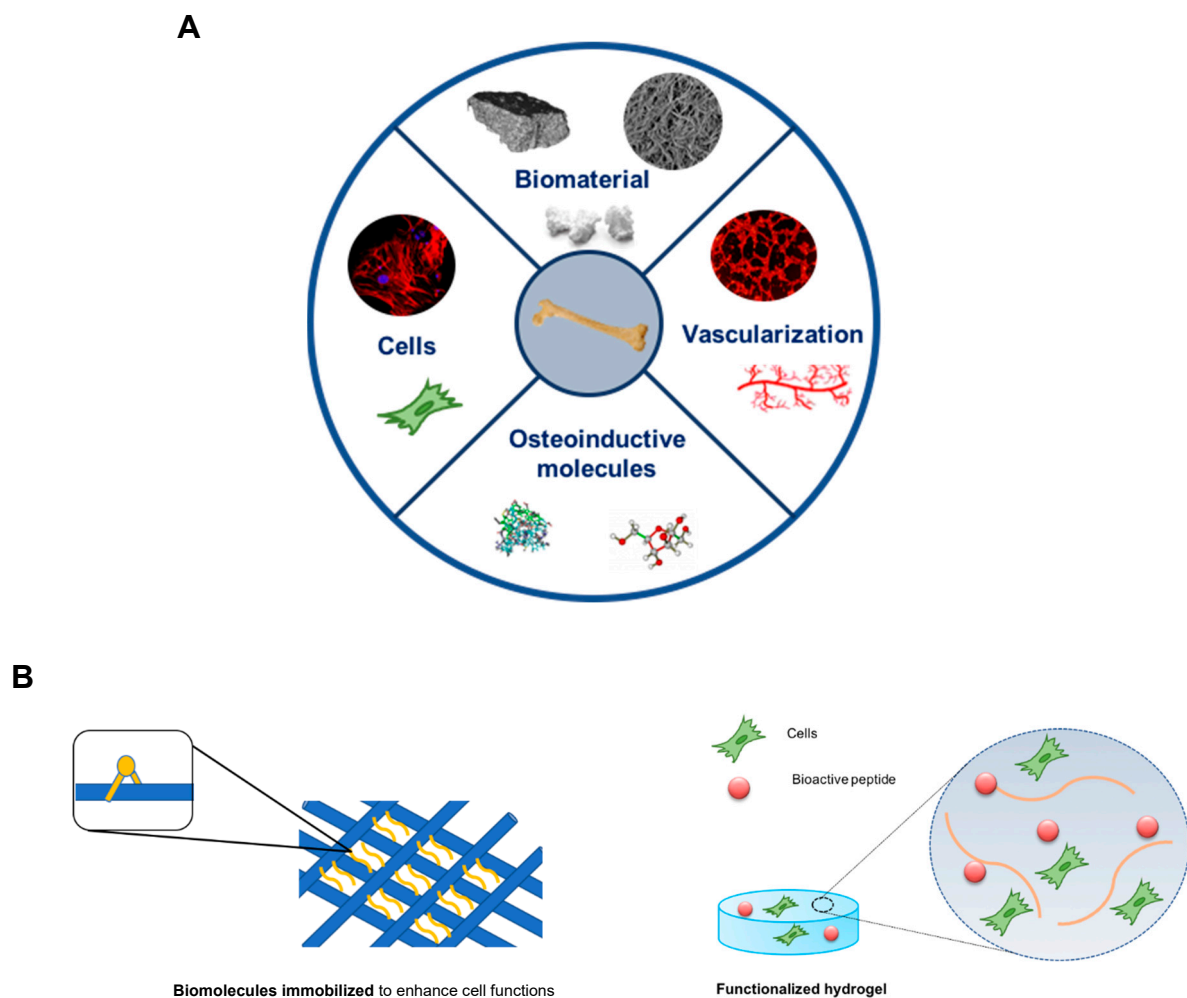 A
Biomaterial
Cells
Vascularization
Osteoinductive
molecules
B
Cells
Bioactive peptide
Biomolecules immobilized to enhance cell functions
Functionalized hydrogel